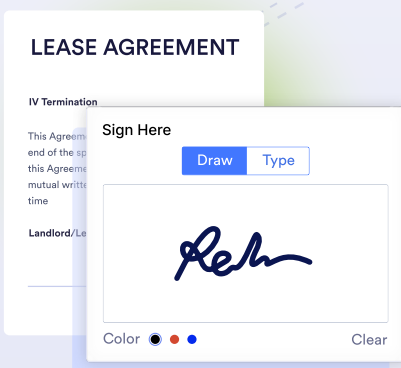 LEASE AGREEMENT
IV Termination
This Agreem
end of the sp
this Agreeme
mutual writte
time
Landlord/Le
Sign Here
Draw Type
Color Clear